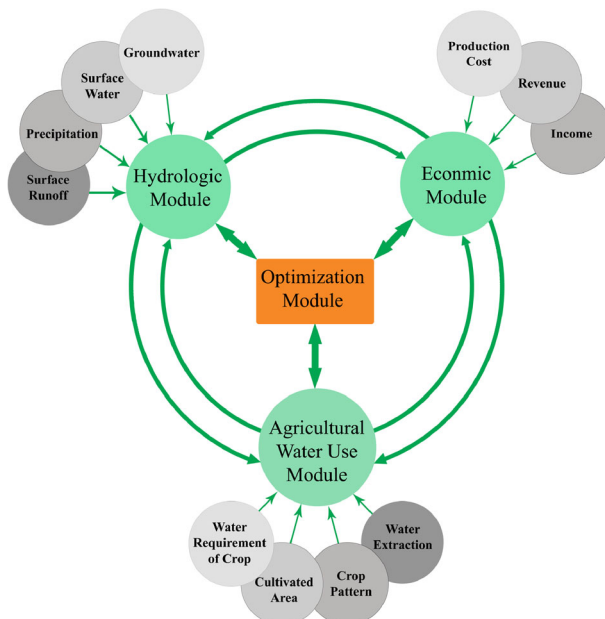 Groundwater
Surface
Water
Precipitation
Surface
Runoff
Hydrologic
Module
Production
Cost
Revenue
Income
Econmic
Module
Optimization
Module
Agricultural
Water Use
Module
Water
Requirement
of Crop
Cultivated
Area
Crop
Pattern
Water
Extraction